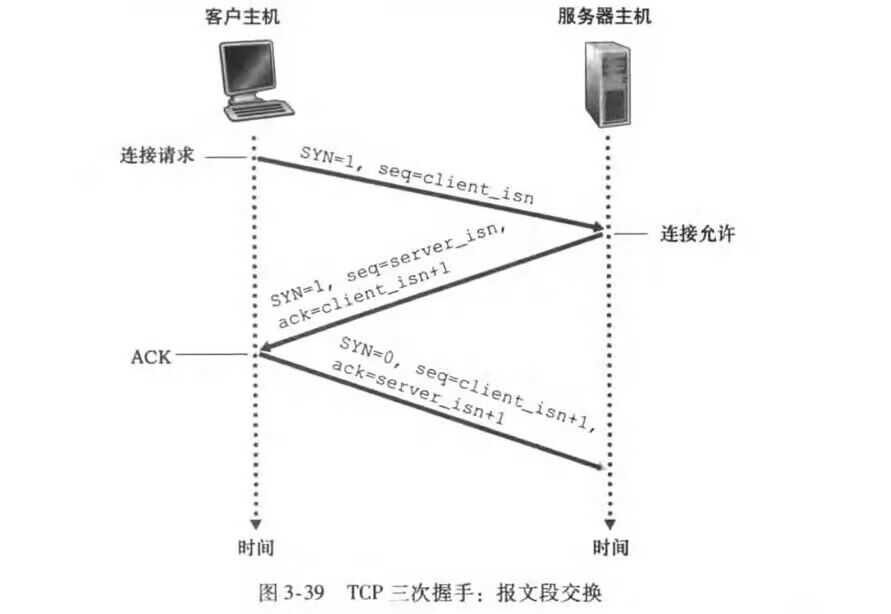 客户主机
服务器主机
连接请求
SYN=1, seq=client_isn
连接允许
SYN=1, seq=server_isn,
ack=client_isn+1
ACK
SYN=0, seq=client_isn+1,
ack=server_isn+1
时间
时间
图 3-39 TCP 三次握手：报文段交换